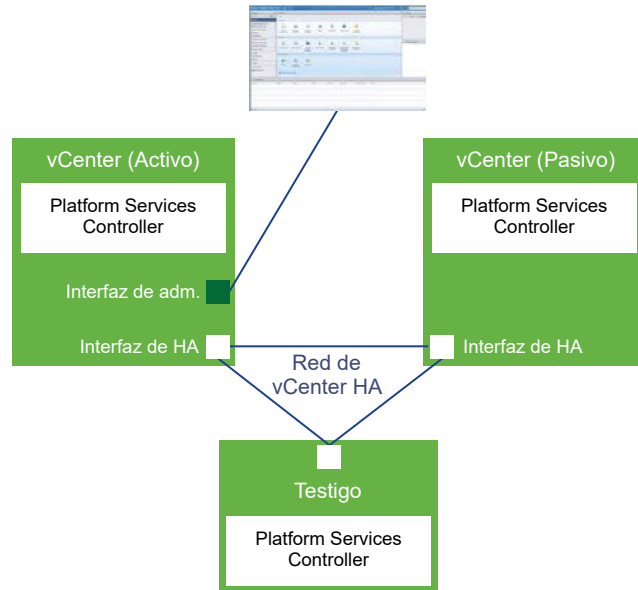 vCenter (Activo)
Platform Services
Controller
Interfaz de adm.
Interfaz de HA
vCenter (Pasivo)
Platform Services
Controller
Interfaz de HA
Red de
vCenter HA
Testigo
Platform Services
Controller